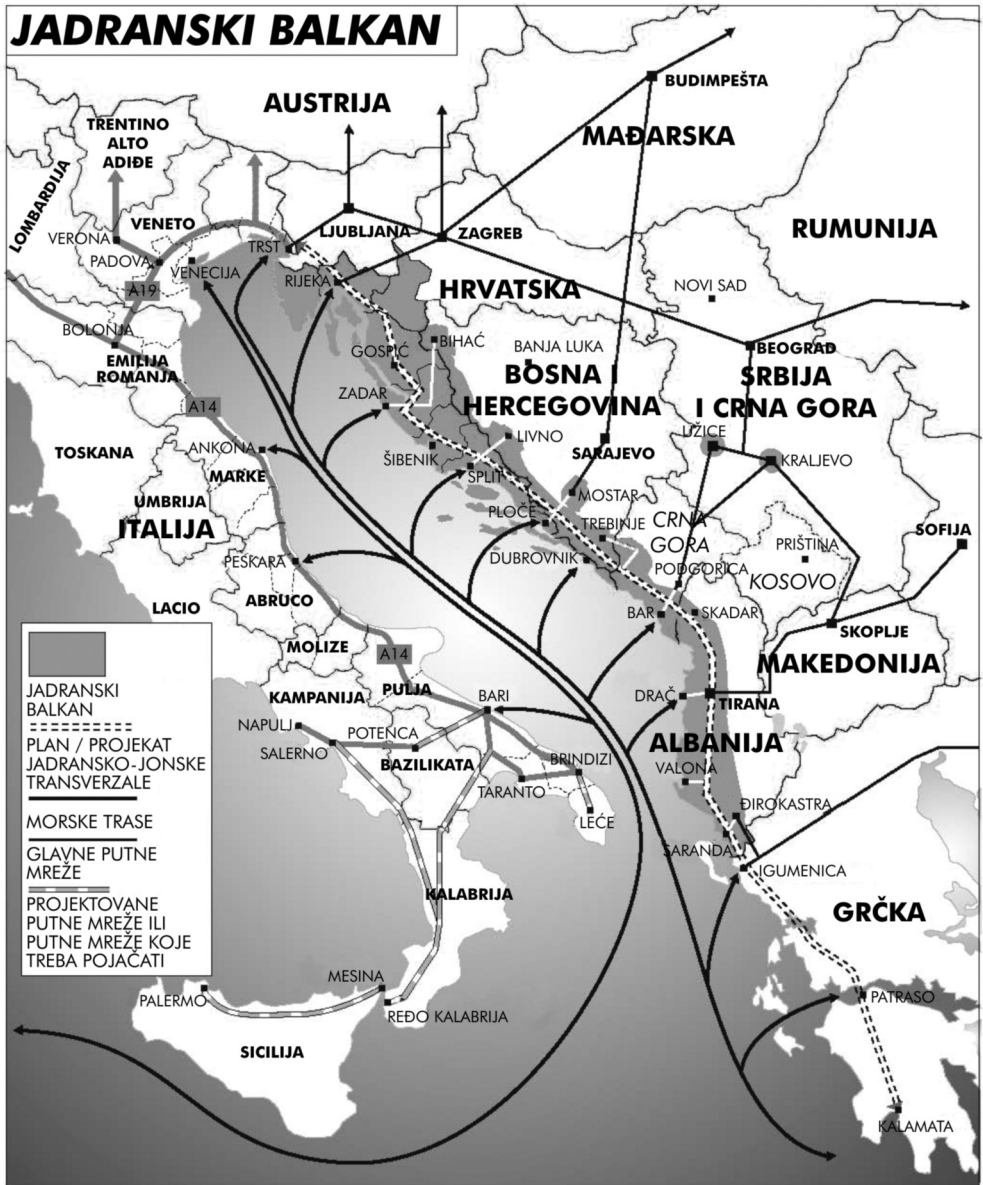 JADRANSKI BALKAN
BUDIMPEŠTA
AUSTRIJA
MAĐARSKA
TRENTINO
ALTO
ADIĐE
LOMBARDIJA
VENETO
LJUBLJANA
ZAGREB
RUMUNIJA
VERONA
TRST
PADOVA
VENECIJA
RIJEKA
HRVATSKA
NOVI SAD
A19
BOLONJA
GOSPIĆ
BIHAĆ
BANJA LUKA
BEOGRAD
EMILIJA
ROMANJA
BOSNA I
HERCEGOVINA
SRBIJA
I CRNA GORA
ZADAR
A14
UŽICE
TOSKANA
ANKONA
LIVNO
ŠIBENIK
SARAJEVO
KRALJEVO
MARKE
SPLIT
UMBRIJA
MOSTAR
ITALIJA
PLOČE
TREBINJE
CRNA
GORA
SOFIJA
PRIŠTINA
PEŠKARA
DUBROVNIK
PODGORICA
KOSOVO
LACIO
ABRUCO
BAR
SKADAR
SKOPLJE
MOLIZE
A14
MAKEDONIJA
KAMPANIJA
PULJA
BARI
DRAČ
TIRANA
NAPULJ
POTENCA
SALERNO
BAZILIKATA
BRINDIZI
ALBANIJA
VALONA
TARANTO
LEĆE
ĐIROKASTRA
SARANDA
IGUMENICA
KALABRIJA
GRČKA
MESINA
PALERMO
REĐO KALABRIJA
PATRASO
SICILIJA
KALAMATA
JADRANSKI
BALKAN
PLAN / PROJEKAT
JADRANSKO-JONSKE
TRANSVERZALE
MORSKE TRASE
GLAVNE PUTNE
MREŽE
PROJEKTOVANE
PUTNE MREŽE ILI
PUTNE MREŽE KOJE
TREBA POJAČATI